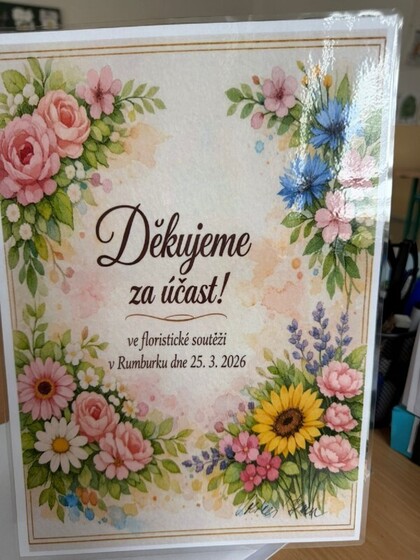 Děkujeme
za účast!
ve floristické soutěži
v Rumburku dne 25. 3. 2026